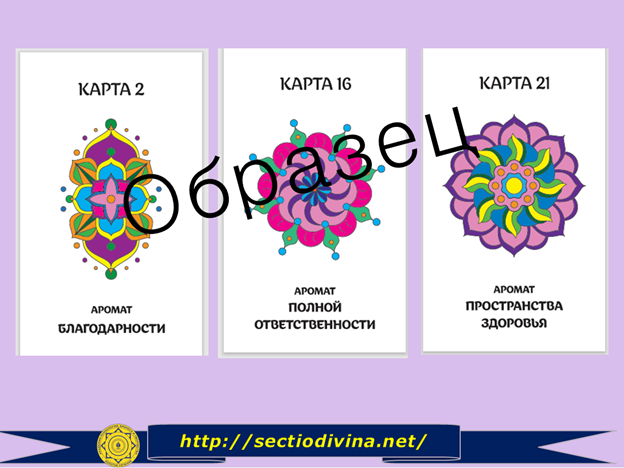 КАРТА 2
АРОМАТ
БЛАГОДАРНОСТИ
КАРТА 16
АРОМАТ
ПОЛНОЙ
ОТВЕТСТВЕННОСТИ
КАРТА 21
АРОМАТ
ПРОСТРАНСТВА
ЗДОРОВЬЯ
Образец
http://sectiodivina.net/